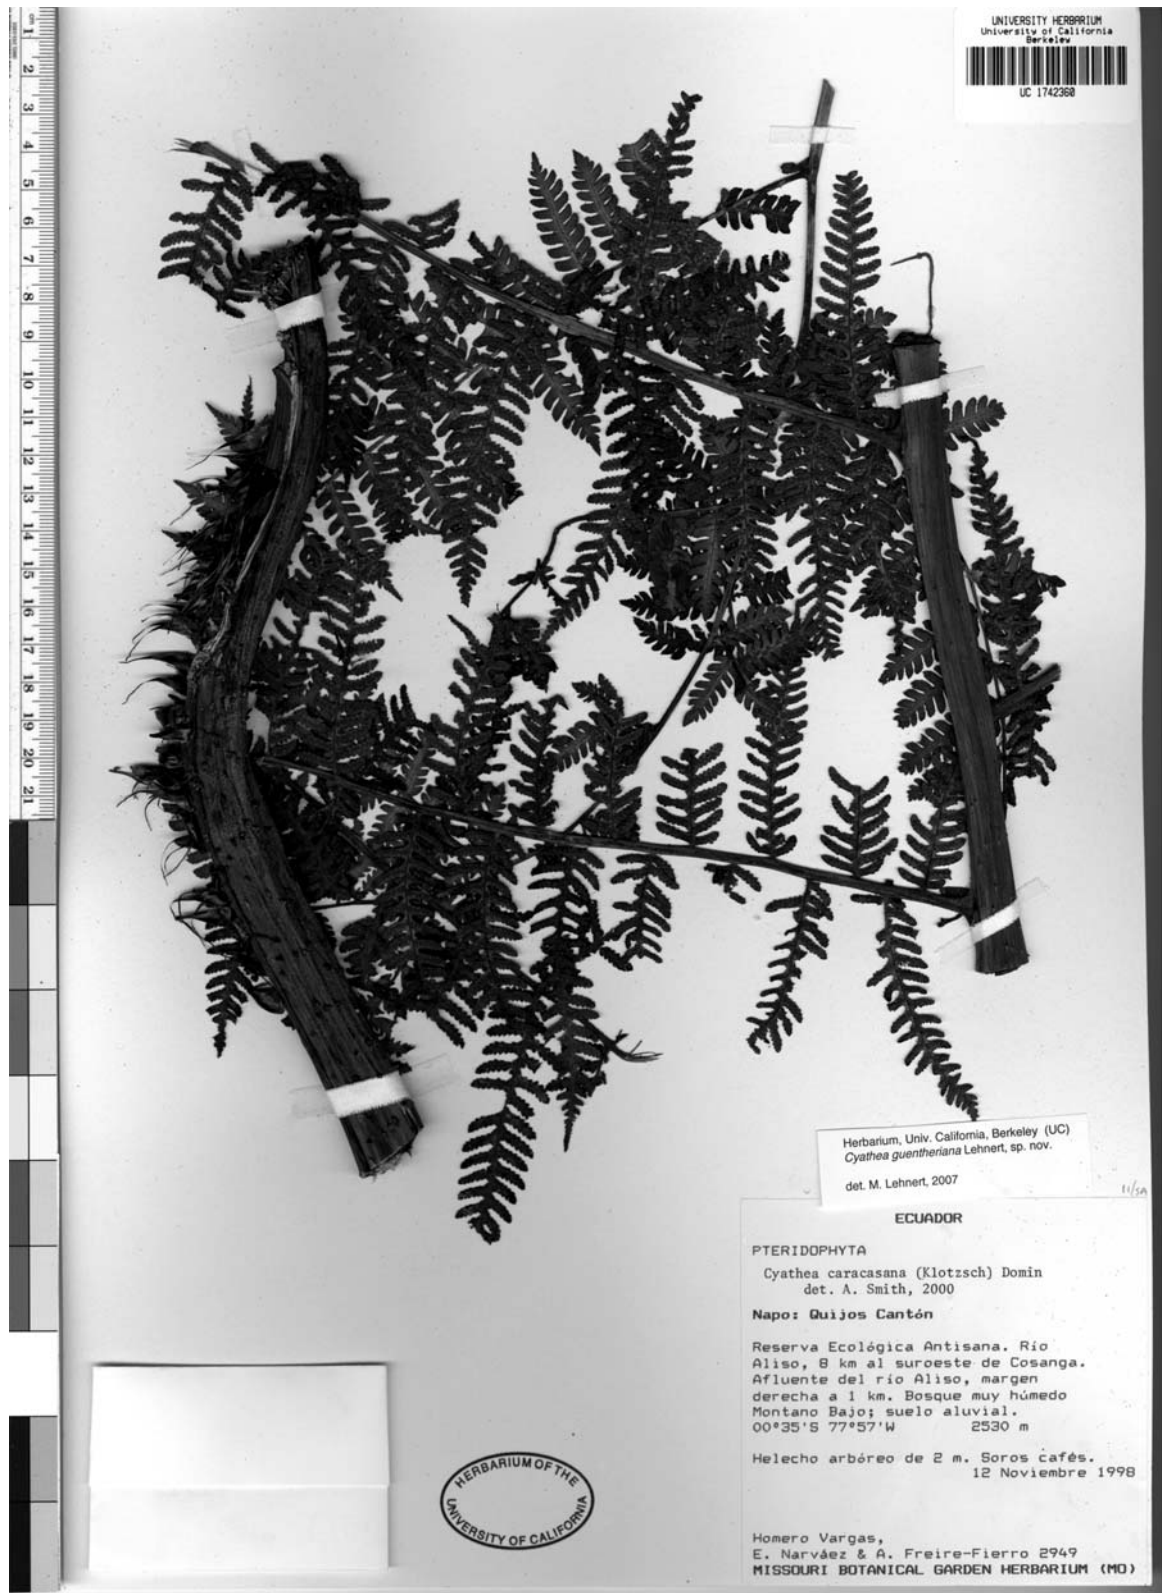 UNIVERSITY HERBARIUM
University of California
Berkeley
UC 1742360
cm 1 2 3 4 5 6 7 8 9 10 11 12 13 14 15 16 17 18 19 20 21
Herbarium, Univ. California, Berkeley (UC)
Cyathea guentheriana Lehnert, sp. nov.
det. M. Lehnert, 2007
ECUADOR
PTERIDOPHYTA
Cyathea caracasana (Klotzsch) Domin
det. A. Smith, 2000
Napo: Quijos Cantón
Reserva Ecológica Antisana. Río
Aliso, 8 km al suroeste de Cosanga.
Afluente del río Aliso, margen
derecha a 1 km. Bosque muy húmedo
Montano Bajo; suelo aluvial.
00°35'S 77°57'W 2530 m
Helecho arbóreo de 2 m. Soros cafés.
12 Noviembre 1998
Homero Vargas,
E. Narváez & A. Freire-Fierro 2949
MISSOURI BOTANICAL GARDEN HERBARIUM (MO)
HERBARIUM OF THE
UNIVERSITY OF CALIFORNIA